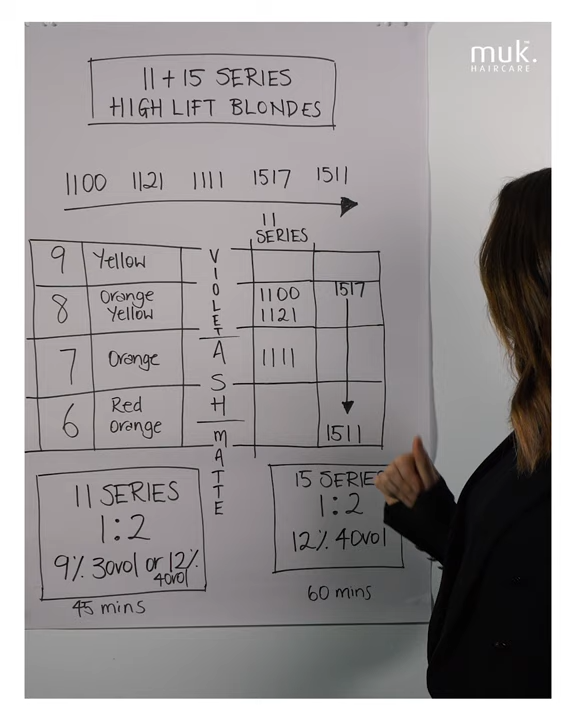 muk.™
HAIRCARE
11 + 15 SERIES
HIGH LIFT BLONDES
1100 1121 1111 1517 1511
11
SERIES
9 Yellow
8 Orange Yellow 1100 1121 1517
7 Orange 1111
6 Red Orange 1511
VIOLET
ASH
MATTE
11 SERIES
1:2
9% 30vol or 12%
40vol
45 mins
15 SERIES
1:2
12% 40vol
60 mins